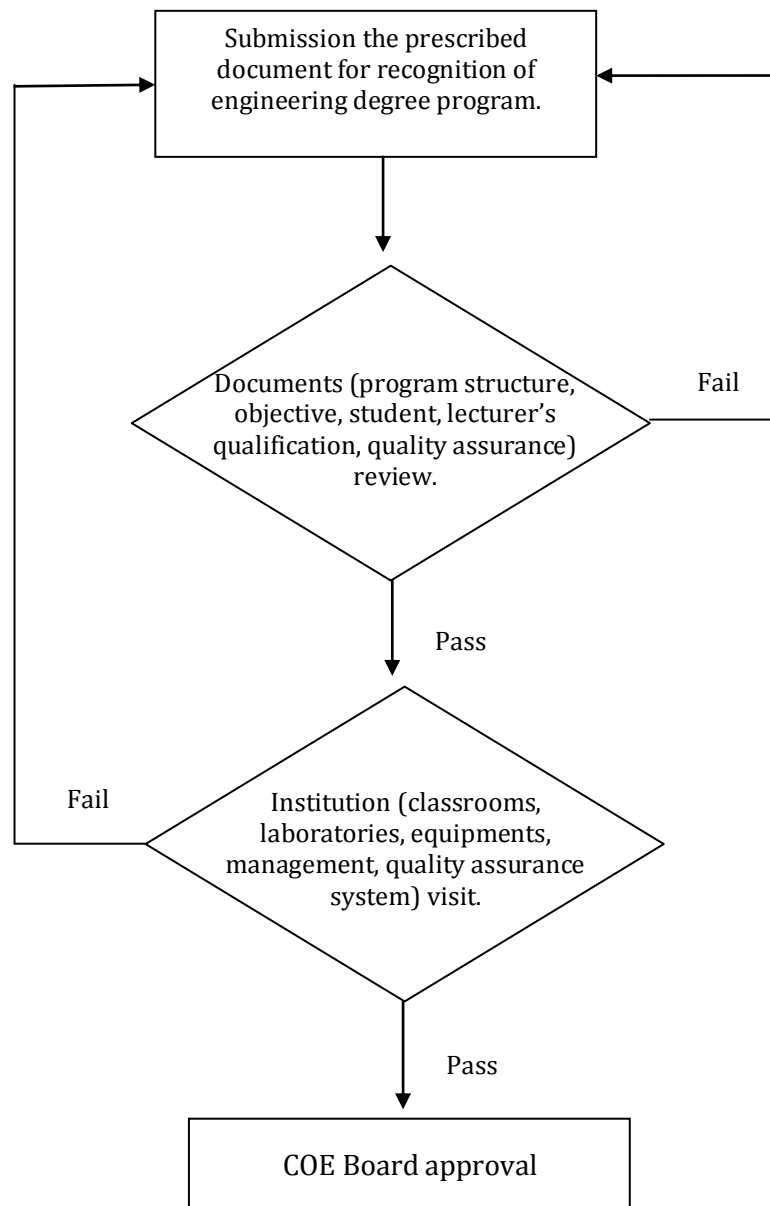 Submission the prescribed
document for recognition of
engineering degree program.
Documents (program structure,
objective, student, lecturer's
qualification, quality assurance)
review.
Fail
Pass
Fail
Institution (classrooms,
laboratories, equipments,
management, quality assurance
system) visit.
Pass
COE Board approval